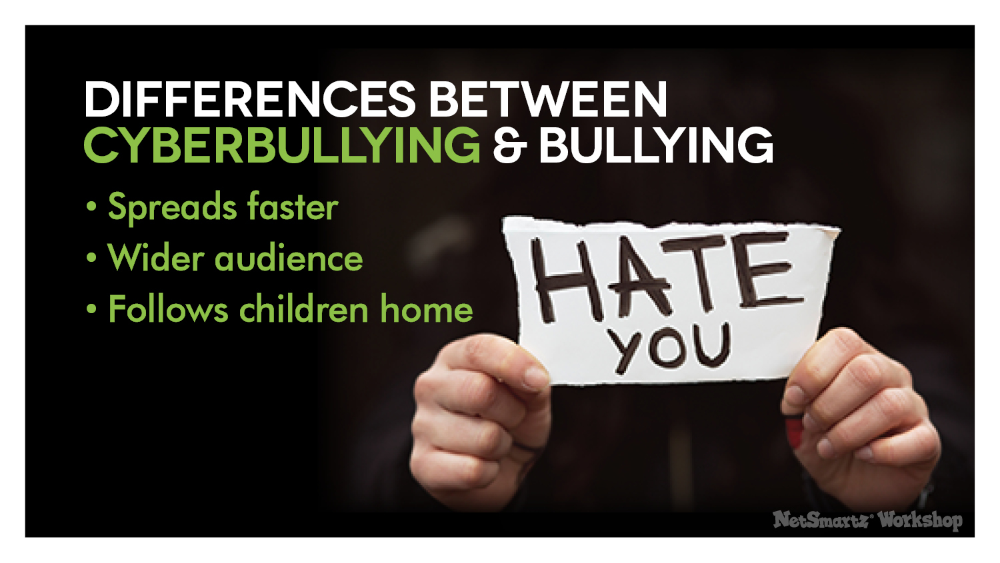 DIFFERENCES BETWEEN
CYBERBULLYING & BULLYING
• Spreads faster
• Wider audience
• Follows children home
HATE
YOU
NetSmartz® Workshop